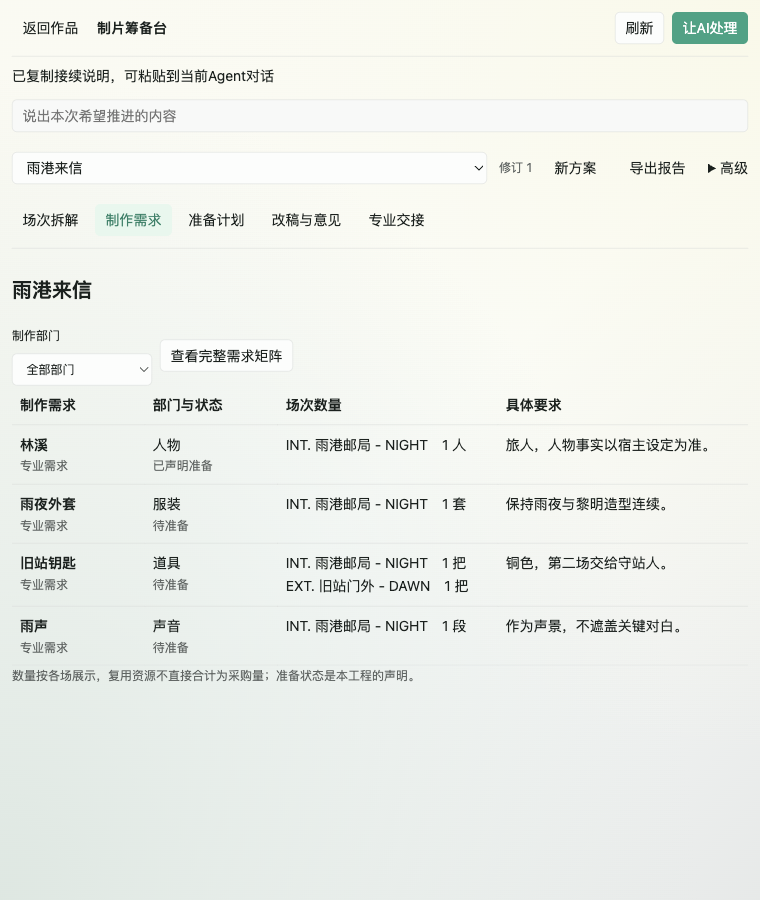 返回作品 制片筹备台 刷新 让AI处理
已复制接续说明，可粘贴到当前Agent对话
说出本次希望推进的内容
雨港来信 修订 1 新方案 导出报告 ▶ 高级
场次拆解 制作需求 准备计划 改稿与意见 专业交接
雨港来信
制作部门
全部部门 查看完整需求矩阵
制作需求 部门与状态 场次数量 具体要求
林溪 人物 INT. 雨港邮局 - NIGHT 1 人 旅人，人物事实以宿主设定为准。
专业需求 已声明准备
雨夜外套 服装 INT. 雨港邮局 - NIGHT 1 套 保持雨夜与黎明造型连续。
专业需求 待准备
旧站钥匙 道具 INT. 雨港邮局 - NIGHT 1 把 铜色，第二场交给守站人。
专业需求 待准备 EXT. 旧站门外 - DAWN 1 把
雨声 声音 INT. 雨港邮局 - NIGHT 1 段 作为声景，不遮盖关键对白。
专业需求 待准备
数量按各场展示，复用资源不直接合计为采购量；准备状态是本工程的声明。